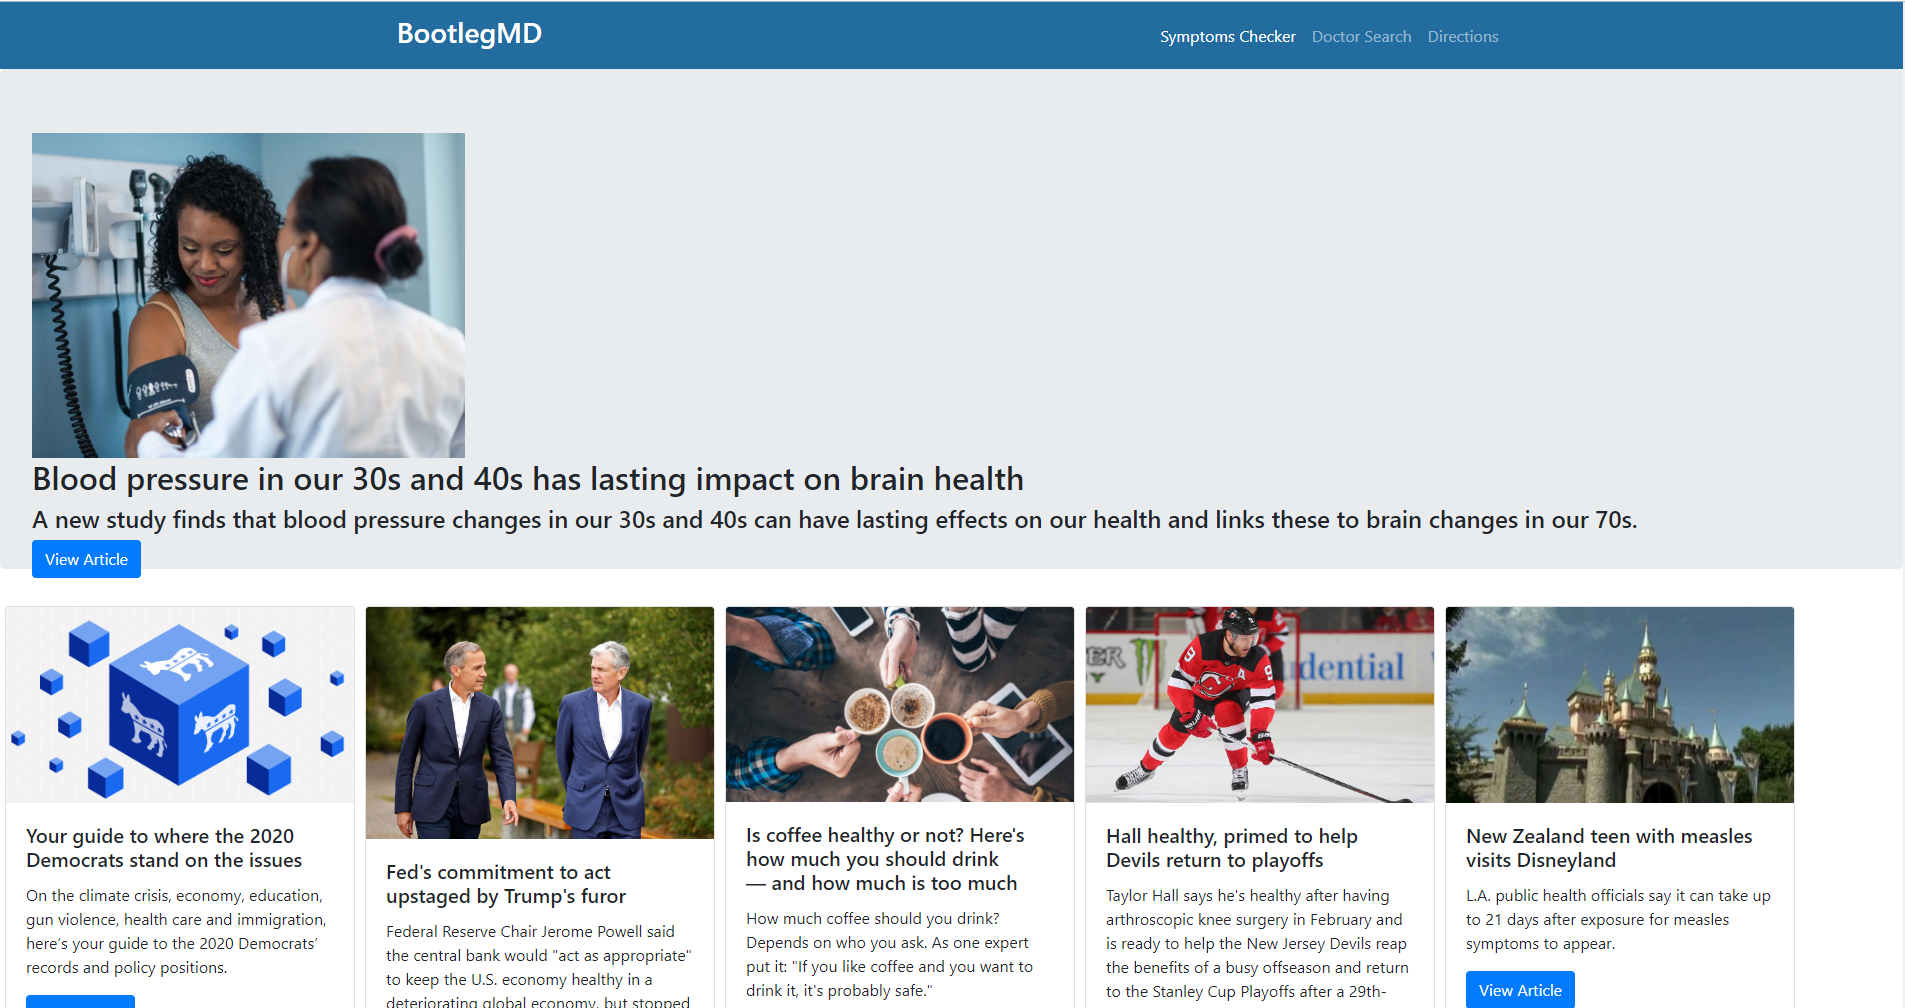 BootlegMD
Symptoms Checker Doctor Search Directions
Blood pressure in our 30s and 40s has lasting impact on brain health
A new study finds that blood pressure changes in our 30s and 40s can have lasting effects on our health and links these to brain changes in our 70s.
View Article
Your guide to where the 2020
Democrats stand on the issues
On the climate crisis, economy, education,
gun violence, health care and immigration,
here's your guide to the 2020 Democrats'
records and policy positions.
Fed's commitment to act
upstaged by Trump's furor
Federal Reserve Chair Jerome Powell said
the central bank would "act as appropriate"
to keep the U.S. economy healthy in a
deteriorating global economy, but stopped
Is coffee healthy or not? Here's
how much you should drink
— and how much is too much
How much coffee should you drink?
Depends on who you ask. As one expert
put it: "If you like coffee and you want to
drink it, it's probably safe."
9
9
udential
Hall healthy, primed to help
Devils return to playoffs
Taylor Hall says he's healthy after having
arthroscopic knee surgery in February and
is ready to help the New Jersey Devils reap
the benefits of a busy offseason and return
to the Stanley Cup Playoffs after a 29th-
New Zealand teen with measles
visits Disneyland
L.A. public health officials say it can take up
to 21 days after exposure for measles
symptoms to appear.
View Article